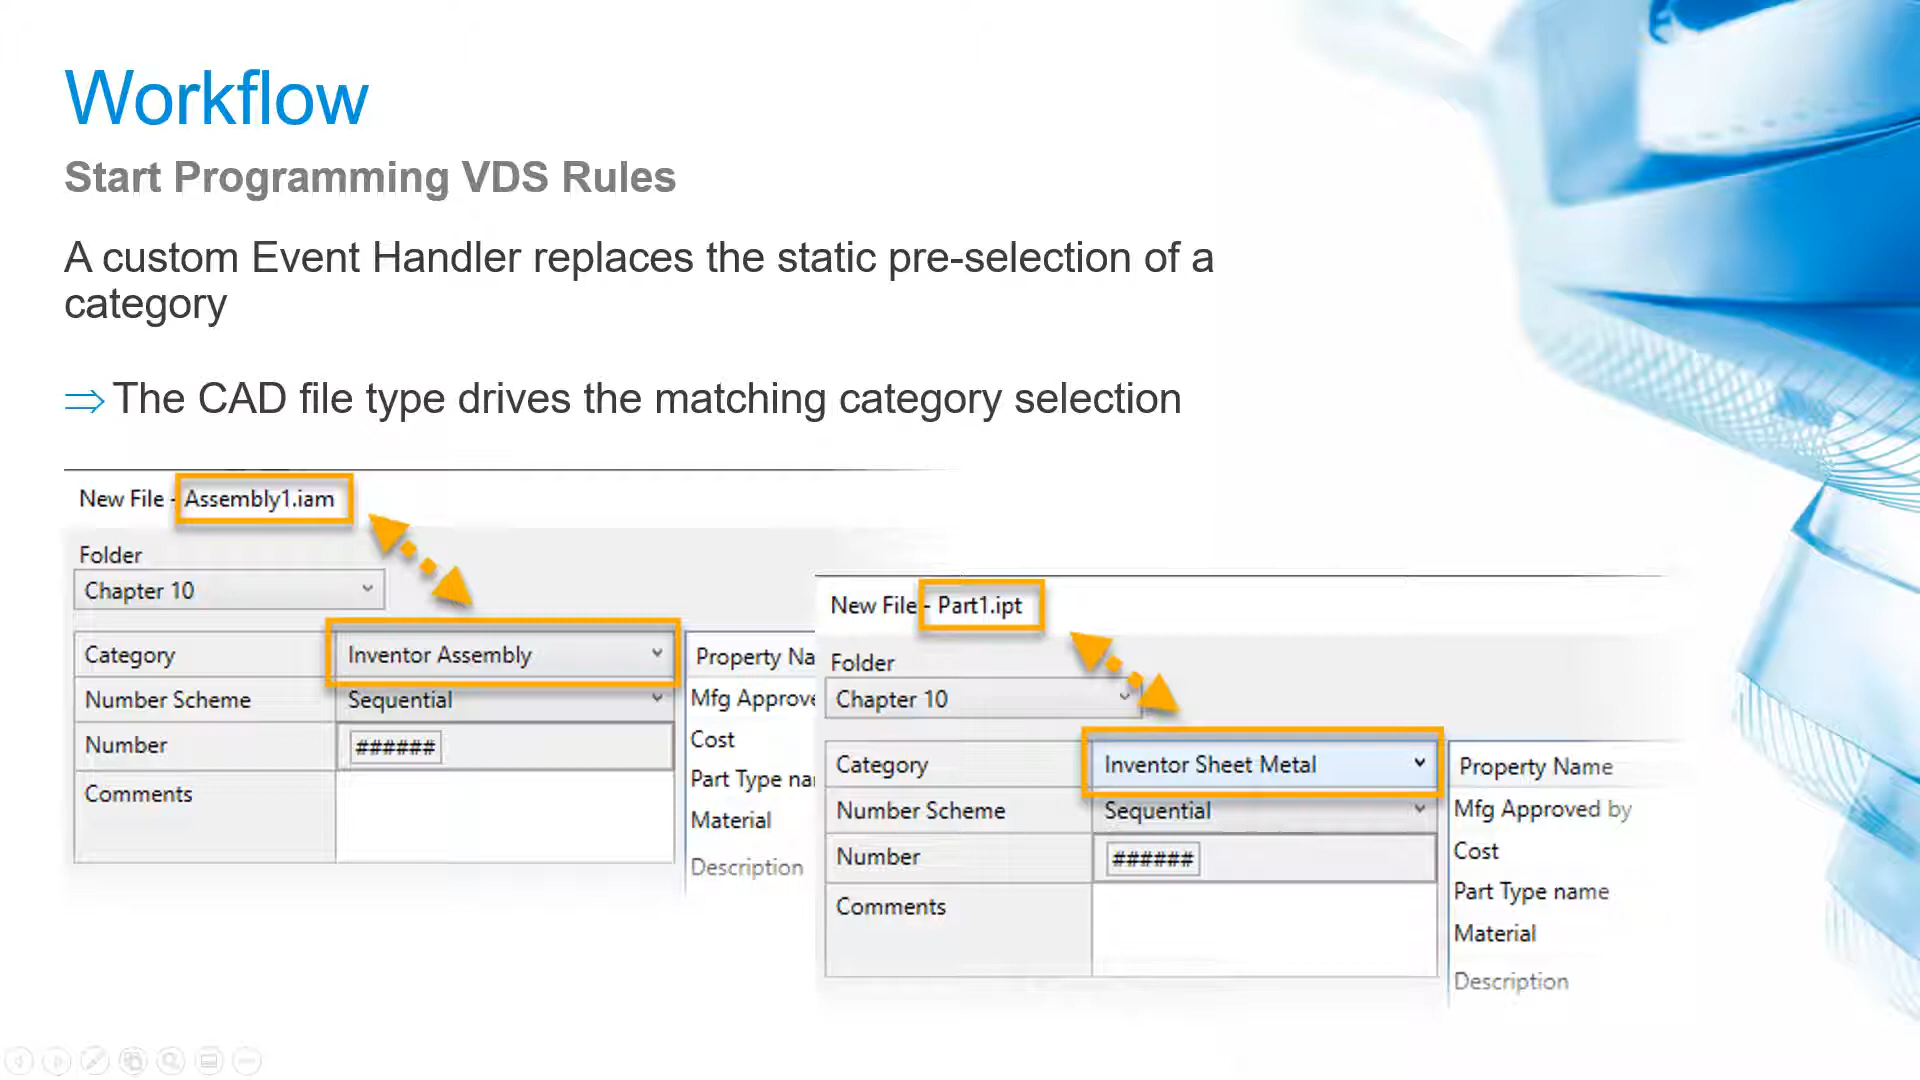 Workflow
Start Programming VDS Rules
A custom Event Handler replaces the static pre-selection of a
category
⇒ The CAD file type drives the matching category selection
New File - Assembly1.iam
Folder
Chapter 10
Category
Inventor Assembly
Number Scheme
Sequential
Number
######
Comments
Property Na
Mfg Approve
Cost
Part Type nar
Material
Description
New File - Part1.ipt
Folder
Chapter 10
Category
Inventor Sheet Metal
Number Scheme
Sequential
Number
######
Comments
Property Name
Mfg Approved by
Cost
Part Type name
Material
Description